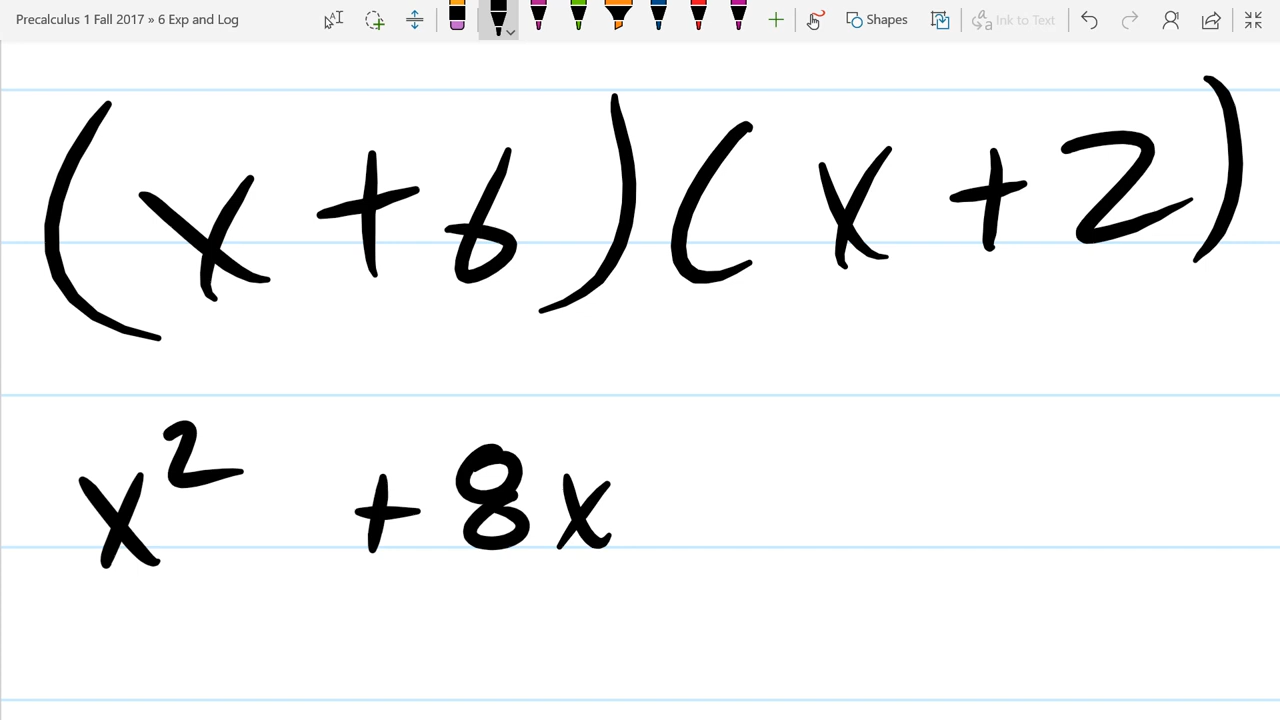 Precalculus 1 Fall 2017 » 6 Exp and Log Shapes Ink to Text
(x + 6)(x + 2)
x² + 8x